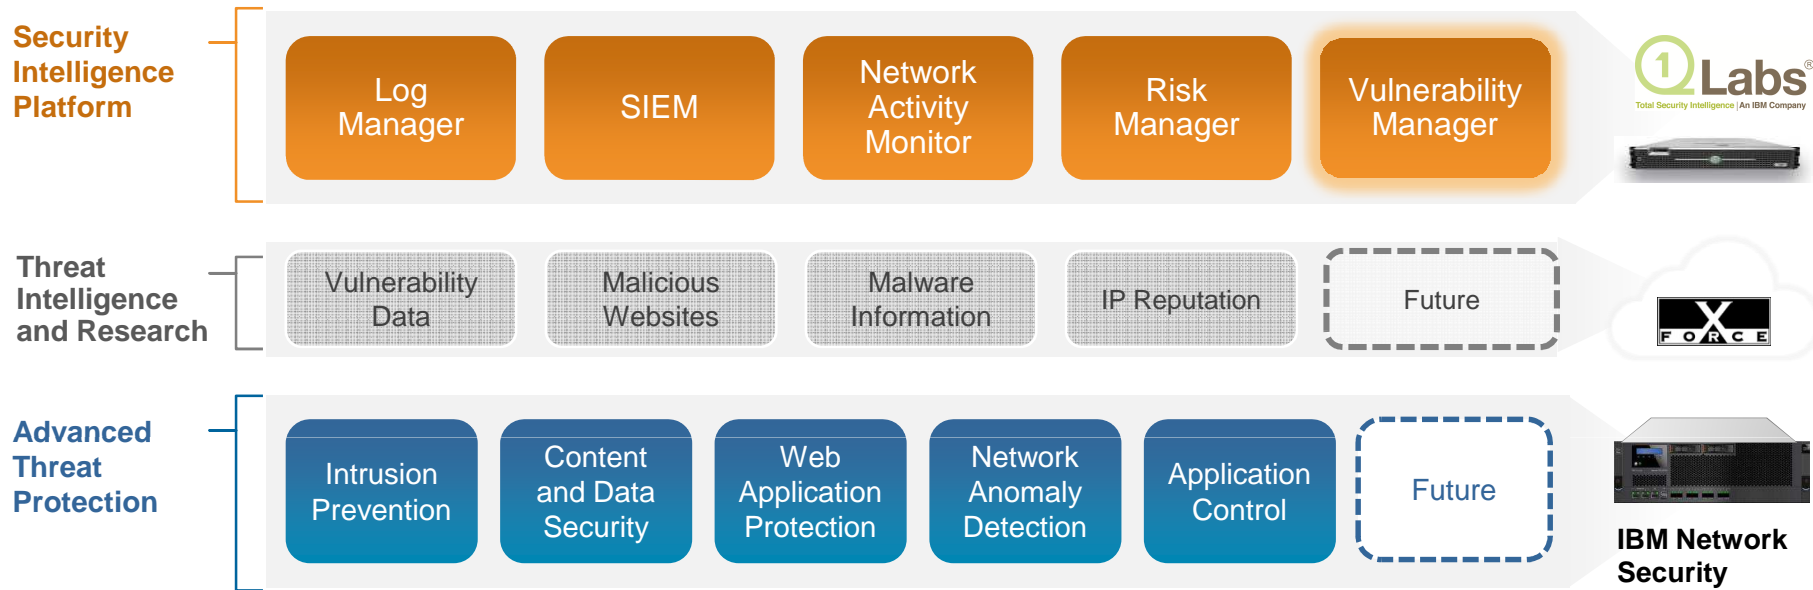 Security
Intelligence
Platform
Log
Manager
SIEM
Network
Activity
Monitor
Risk
Manager
Vulnerability
Manager
1 Labs®
Total Security Intelligence | An IBM Company
Threat
Intelligence
and Research
Vulnerability
Data
Malicious
Websites
Malware
Information
IP Reputation
Future
X
FORCE
Advanced
Threat
Protection
Intrusion
Prevention
Content
and Data
Security
Web
Application
Protection
Network
Anomaly
Detection
Application
Control
Future
IBM Network
Security